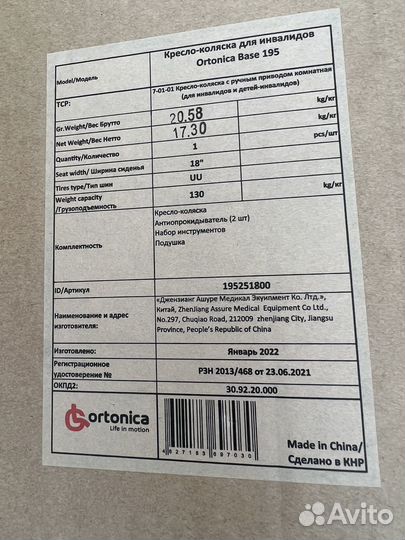 Model/Модель
Кресло-коляска для инвалидов
Ortonica Base 195
ТСР:
7-01-01 Кресло-коляска с ручным приводом комнатная
(для инвалидов и детей-инвалидов)
Gr.Weight/Вес Брутто
20.58
kg/кг
Net Weight/Вес Нетто
17.30
kg/кг
Quantity/Количество
1
pcs/шт
Seat width/ Ширина сиденья
18"
Tires type/Тип шин
UU
Weight capacity
/Грузоподъемность
130
kg/кг
Комплектность
Кресло-коляска
Антиопрокидыватель (2 шт)
Набор инструментов
Подушка
ID/Артикул
195251800
Наименование и адрес
изготовителя:
«Джензианг Ашуре Медикал Экуипмент Ко. Лтд.»,
Китай, ZhenJiang Assure Medical Equipment Co Ltd.,
No.297, Chuqiao Road, 212009 zhenjiang City, Jiangsu
Province, People's Republic of China
Изготовлено:
Январь 2022
Регистрационное
удостоверение №
РЗН 2013/468 от 23.06.2021
ОКПД2:
30.92.20.000
ortonica
Life in motion
4627183697030
Made in China/
Сделано в КНР
Avito